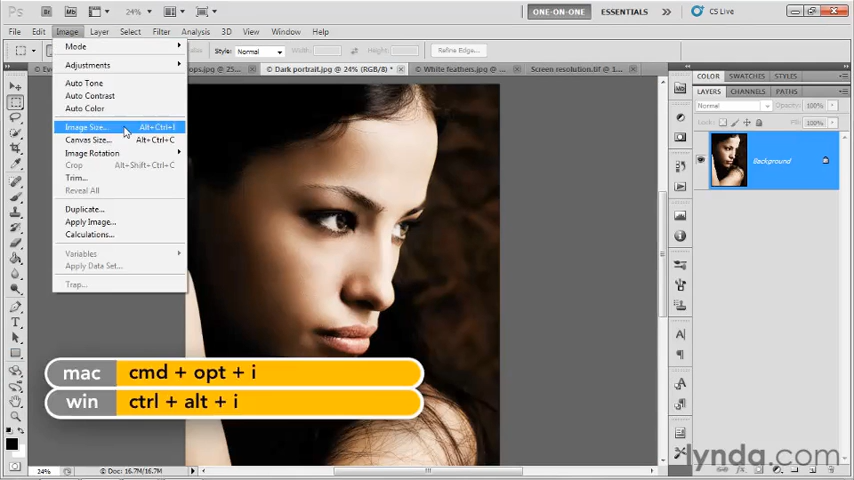 Ps Br Mb 24% ONE-ON-ONE ESSENTIALS » CS Live
File Edit Image Layer Select Filter Analysis 3D View Window Help
Style: Normal Width: Height: Refine Edge...
ops.jpg @ 25... Dark portrait.jpg @ 24% (RGB/8) * × White feathers.jp... × Screen resolution.tif @ 1...
Mode
Adjustments
Auto Tone
Auto Contrast
Auto Color
Image Size... Alt+Ctrl+I
Canvas Size... Alt+Ctrl+C
Image Rotation
Crop Alt+Shift+Ctrl+C
Trim...
Reveal All
Duplicate...
Apply Image...
Calculations...
Variables
Apply Data Set...
Trap...
COLOR SWATCHES STYLES
LAYERS CHANNELS PATHS
Normal Opacity: 100%
Lock: Fill: 100%
Background
mac cmd + opt + i
win ctrl + alt + i
24% Doc: 16.7M/16.7M
lynda.com